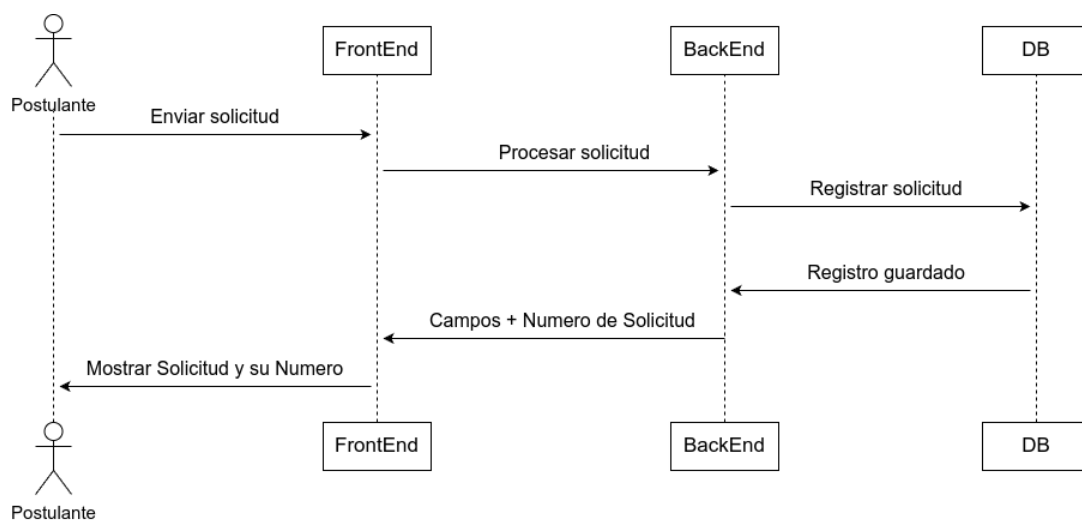 FrontEnd
BackEnd
DB
Postulante
Enviar solicitud
Procesar solicitud
Registrar solicitud
Registro guardado
Campos + Numero de Solicitud
Mostrar Solicitud y su Numero
FrontEnd
BackEnd
DB
Postulante